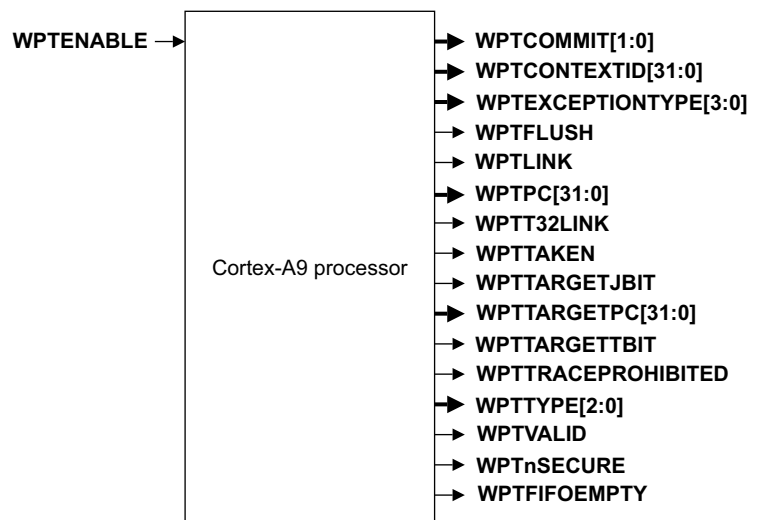 WPTENABLE
Cortex-A9 processor
WPTCOMMIT[1:0]
WPTCONTEXTID[31:0]
WPTEXCEPTIONTYPE[3:0]
WPTFLUSH
WPTLINK
WPTPC[31:0]
WPTT32LINK
WPTTAKEN
WPTTARGETJBIT
WPTTARGETPC[31:0]
WPTTARGETTBIT
WPTTRACEPROHIBITED
WPTTYPE[2:0]
WPTVALID
WPTnSECURE
WPTFIFOEMPTY